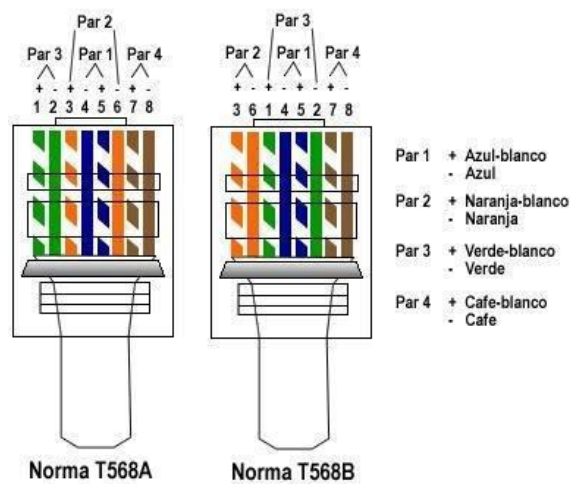 Par 2
Par 3 Par 1 Par 4
+ - + - + - + -
1 2 3 4 5 6 7 8
Norma T568A
Par 3
Par 2 Par 1 Par 4
+ - + - + - + -
3 6 1 4 5 2 7 8
Norma T568B
Par 1 + Azul-blanco
- Azul
Par 2 + Naranja-blanco
- Naranja
Par 3 + Verde-blanco
- Verde
Par 4 + Cafe-blanco
- Cafe